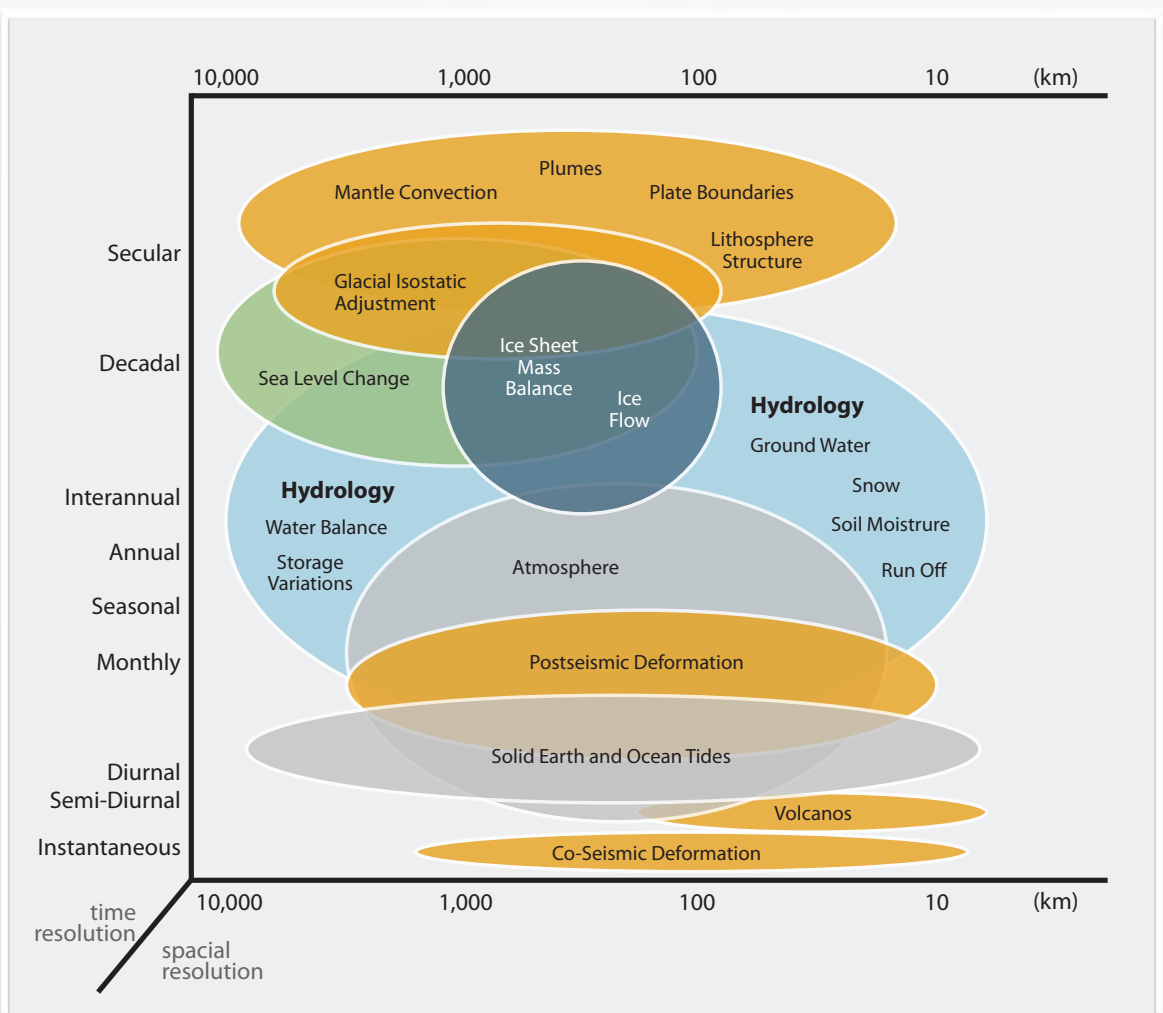 10,000 1,000 100 10 (km)
Plumes
Mantle Convection Plate Boundaries
Lithosphere
Structure
Secular
Glacial Isostatic
Adjustment
Ice Sheet
Mass
Balance
Decadal
Sea Level Change
Ice
Flow
Hydrology
Ground Water
Snow
Soil Moistrure
Run Off
Hydrology
Water Balance
Storage
Variations
Interannual
Annual
Seasonal
Monthly
Atmosphere
Postseismic Deformation
Solid Earth and Ocean Tides
Diurnal
Semi-Diurnal
Volcanos
Instantaneous
Co-Seismic Deformation
10,000 1,000 100 10 (km)
time
resolution
spacial
resolution